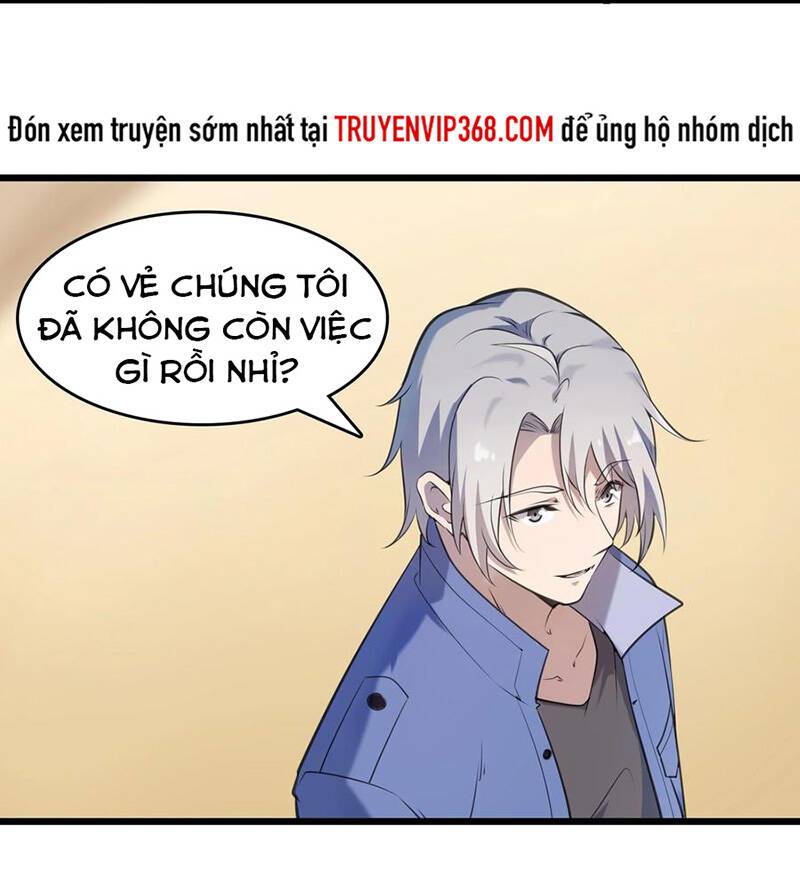 Đón xem truyện sớm nhất tại TRUYENVIP368.COM để ủng hộ nhóm dịch
CÓ VẺ CHÚNG TÔI
ĐÃ KHÔNG CÒN VIỆC
GÌ RỒI NHỈ?